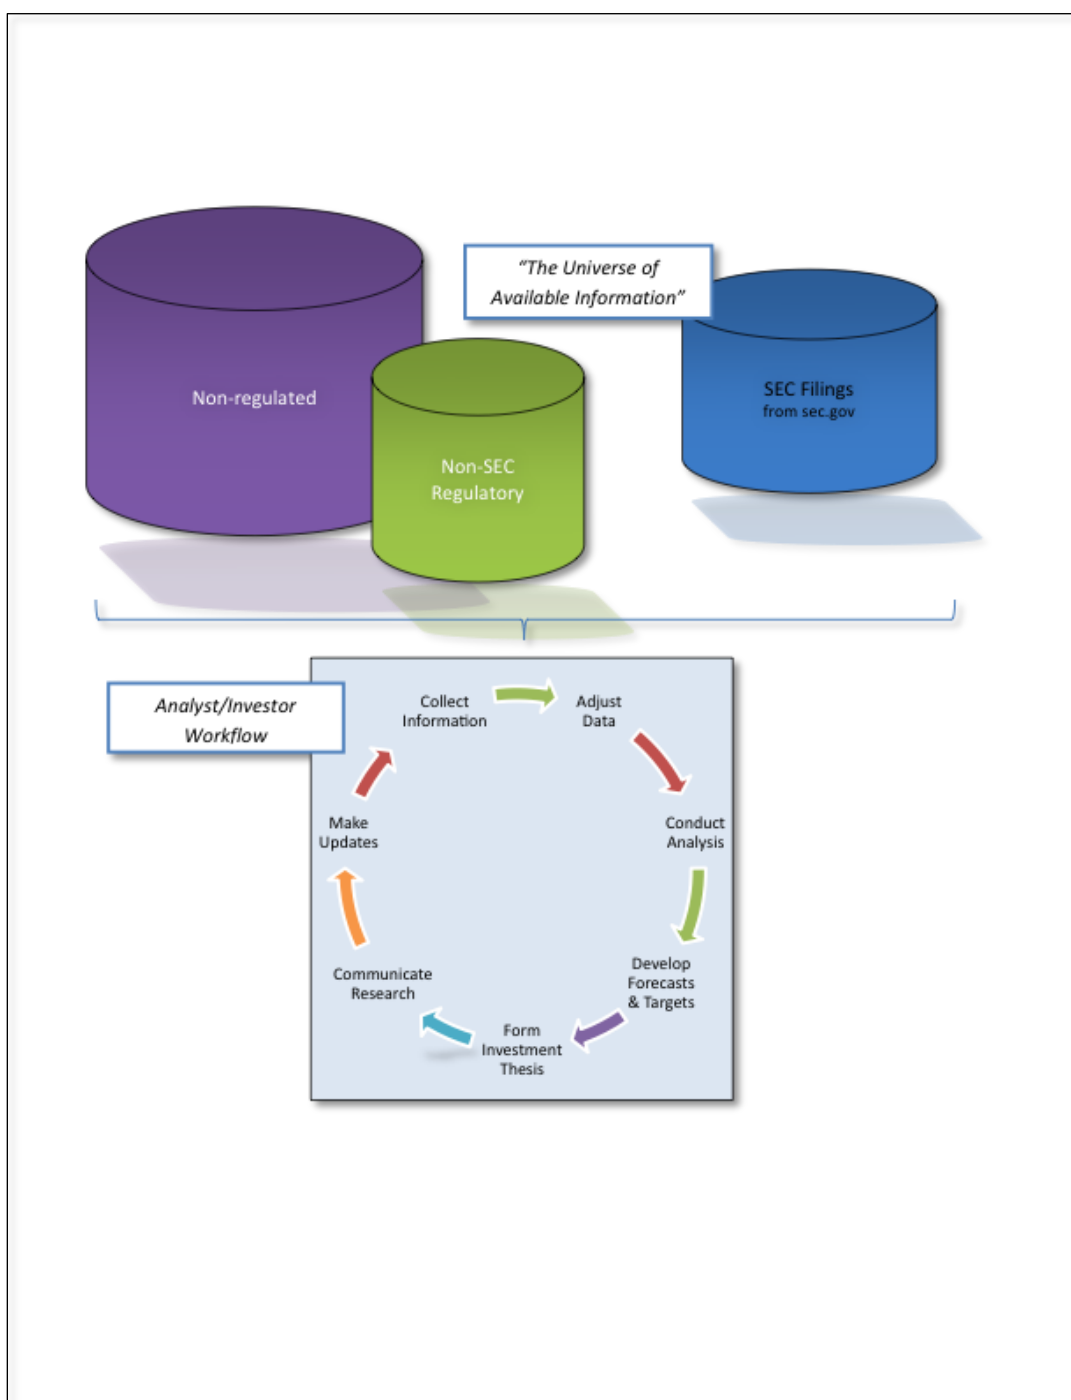 “The Universe of
Available Information”
Non-regulated
SEC Filings
from sec.gov
Non-SEC
Regulatory
Analyst/Investor
Workflow
Collect
Information
Adjust
Data
Conduct
Analysis
Develop
Forecasts
& Targets
Form
Investment
Thesis
Communicate
Research
Make
Updates